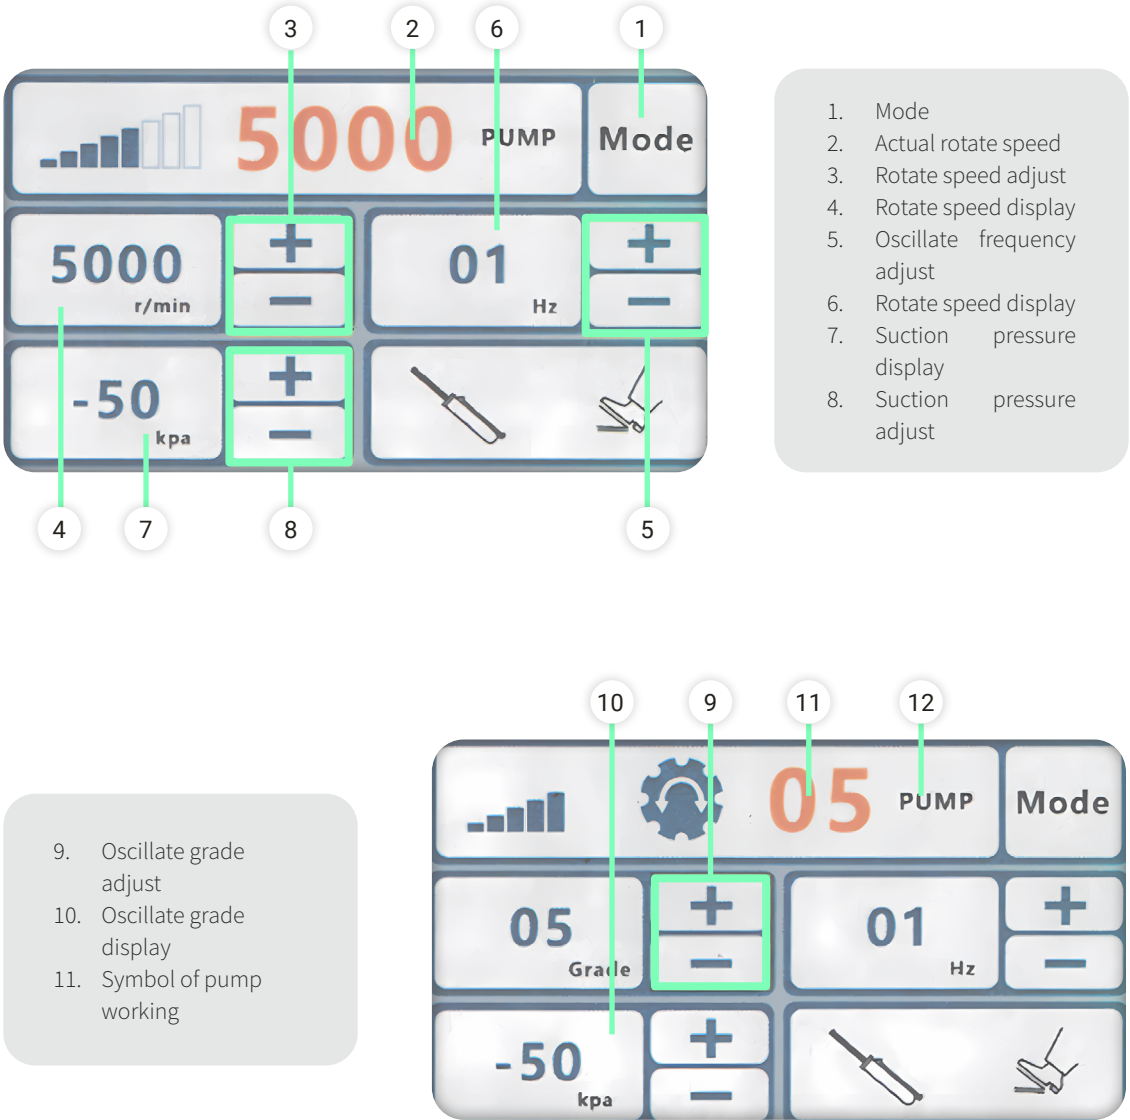 3
2
6
1
5000
PUMP
Mode
5000
r/min
+
−
01
Hz
+
−
-50
kpa
+
−
4
7
8
5
1. Mode
2. Actual rotate speed
3. Rotate speed adjust
4. Rotate speed display
5. Oscillate frequency
adjust
6. Rotate speed display
7. Suction pressure
display
8. Suction pressure
adjust
10
9
11
12
05
PUMP
Mode
05
Grade
+
−
01
Hz
+
−
-50
kpa
+
−
9. Oscillate grade
adjust
10. Oscillate grade
display
11. Symbol of pump
working